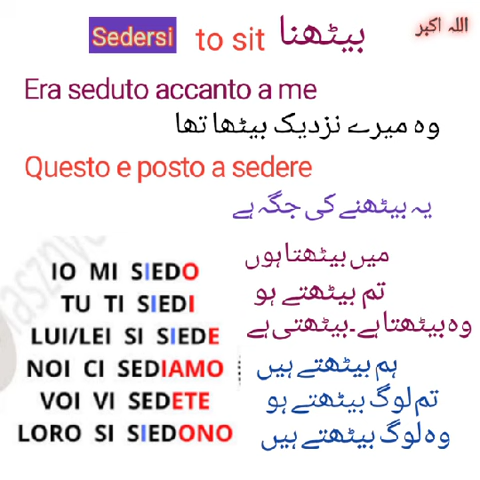 اللہ اکبر
Sedersi to sit بیٹھنا
Era seduto accanto a me
وہ میرے نزدیک بیٹھا تھا
Questo e posto a sedere
یہ بیٹھنے کی جگہ ہے
IO MI SIEDO میں بیٹھتا ہوں
TU TI SIEDI تم بیٹھتے ہو
LUI/LEI SI SIEDE وہ بیٹھتا ہے۔بیٹھتی ہے
NOI CI SEDIAMO ہم بیٹھتے ہیں
VOI VI SEDETE تم لوگ بیٹھتے ہو
LORO SI SIEDONO وہ لوگ بیٹھتے ہیں